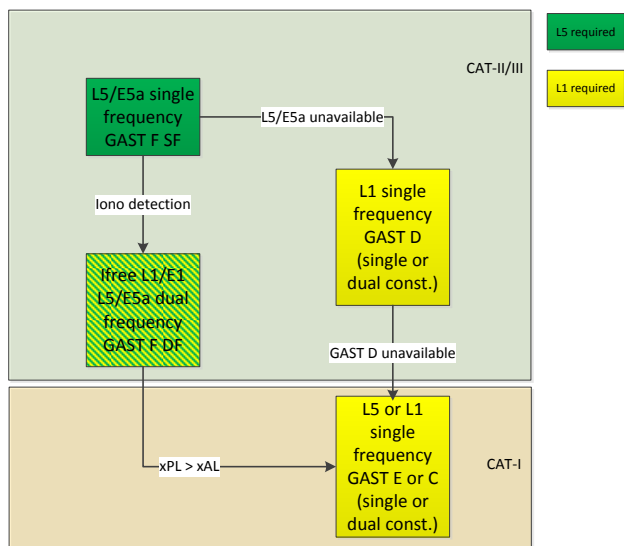 L5 required
CAT-II/III
L1 required
L5/E5a single
frequency
GAST F SF
L5/E5a unavailable
Iono detection
L1 single
frequency
GAST D
(single or
dual const.)
Ifree L1/E1
L5/E5a dual
frequency
GAST F DF
GAST D unavailable
L5 or L1
single
frequency
GAST E or C
(single or
dual const.)
xPL > xAL
CAT-I